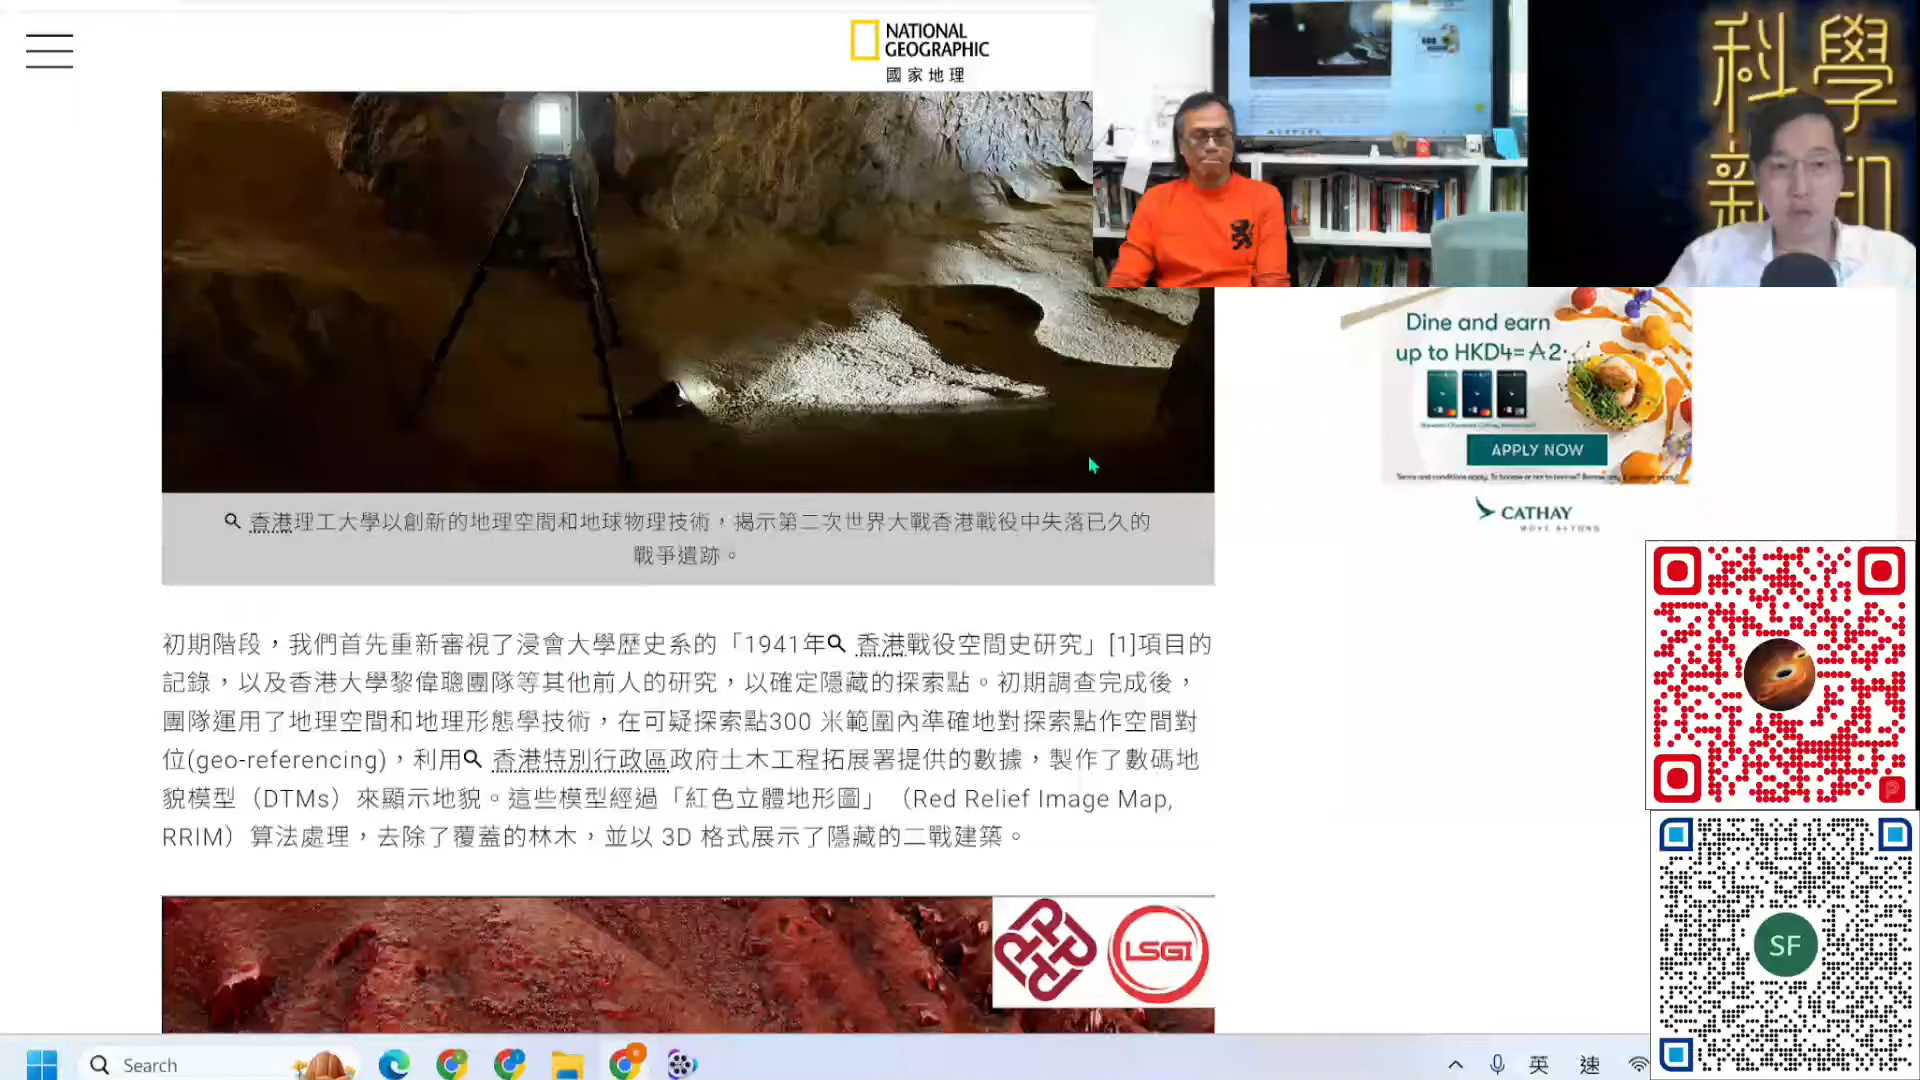 NATIONAL
GEOGRAPHIC
國家地理
科學
新知
Dine and earn
up to HKD4=A2
APPLY NOW
CATHAY
MOVE BEYOND
香港理工大學以創新的地理空間和地球物理技術，揭示第二次世界大戰香港戰役中失落已久的
戰爭遺跡。
初期階段，我們首先重新審視了浸會大學歷史系的「1941年 香港戰役空間史研究」[1]項目的
記錄，以及香港大學黎偉聰團隊等其他前人的研究，以確定隱藏的探索點。初期調查完成後，
團隊運用了地理空間和地理形態學技術，在可疑探索點300 米範圍內準確地對探索點作空間對
位(geo-referencing)，利用 香港特別行政區政府土木工程拓展署提供的數據，製作了數碼地
貌模型（DTMs）來顯示地貌。這些模型經過「紅色立體地形圖」（Red Relief Image Map,
RRIM）算法處理，去除了覆蓋的林木，並以 3D 格式展示了隱藏的二戰建築。
LSGI
SF
Search
英 速